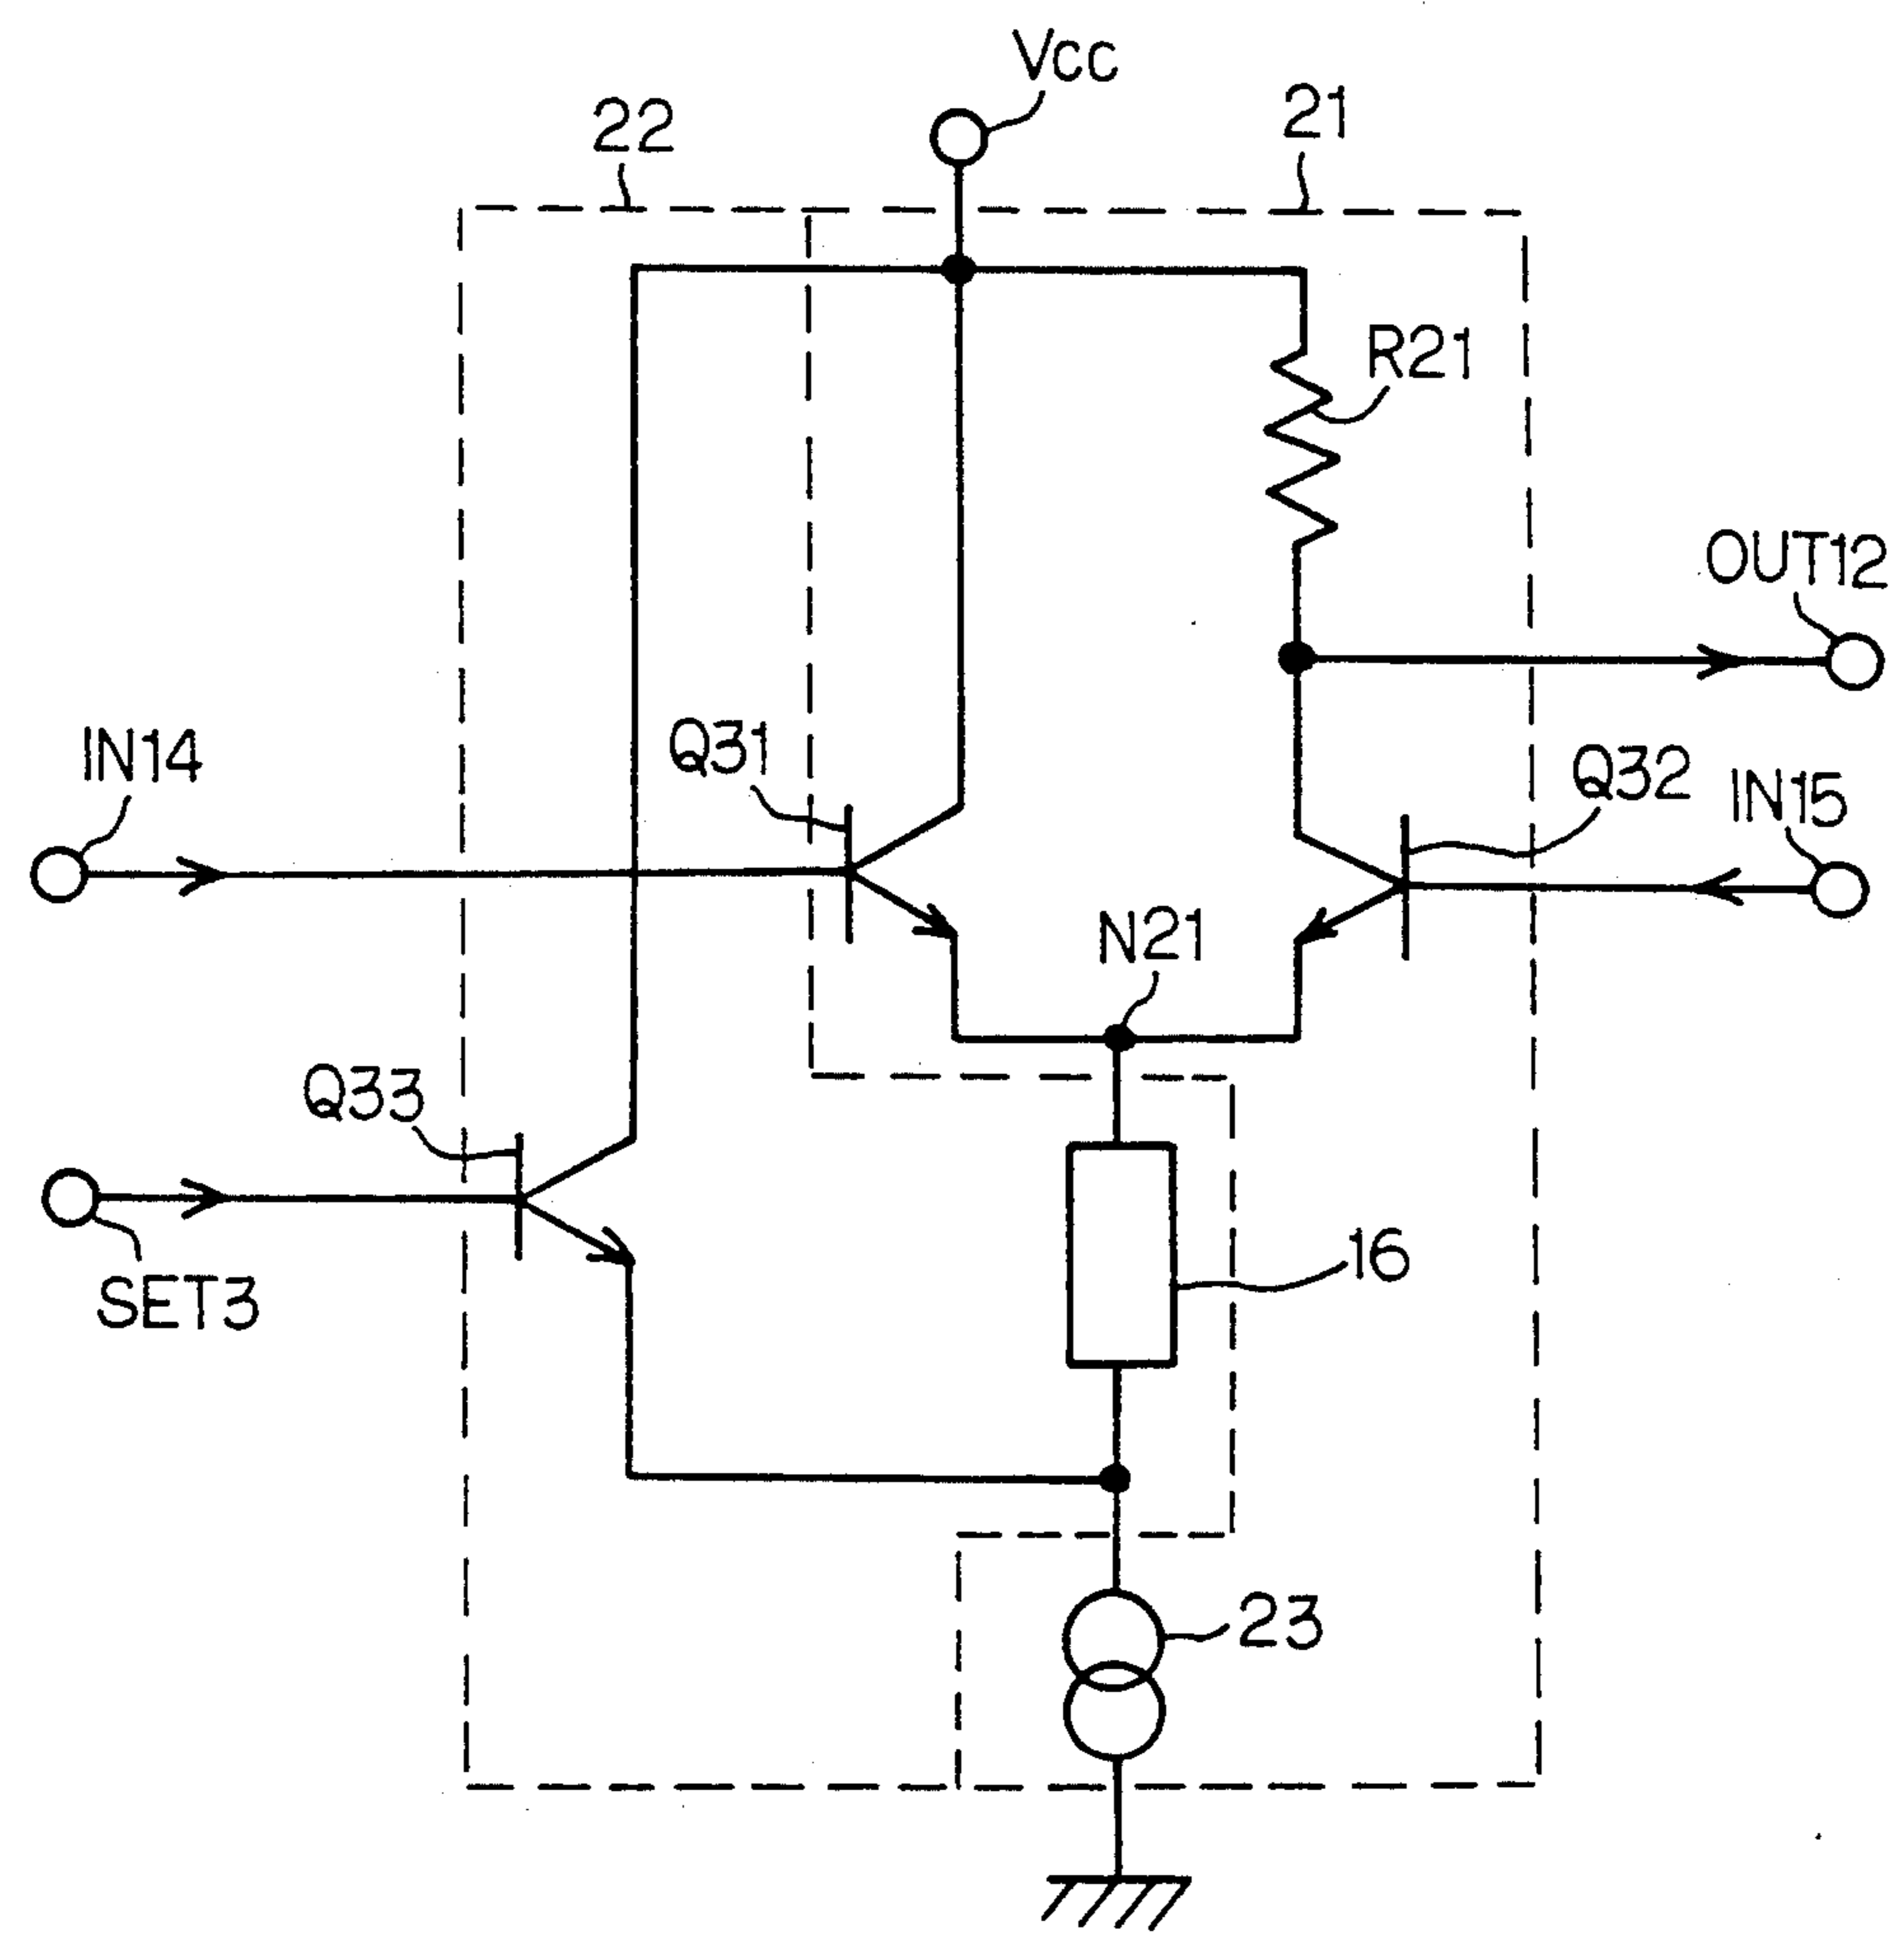 Vcc
22
21
R21
OUT12
IN14
Q31
Q32
IN15
N21
Q33
SET3
16
23